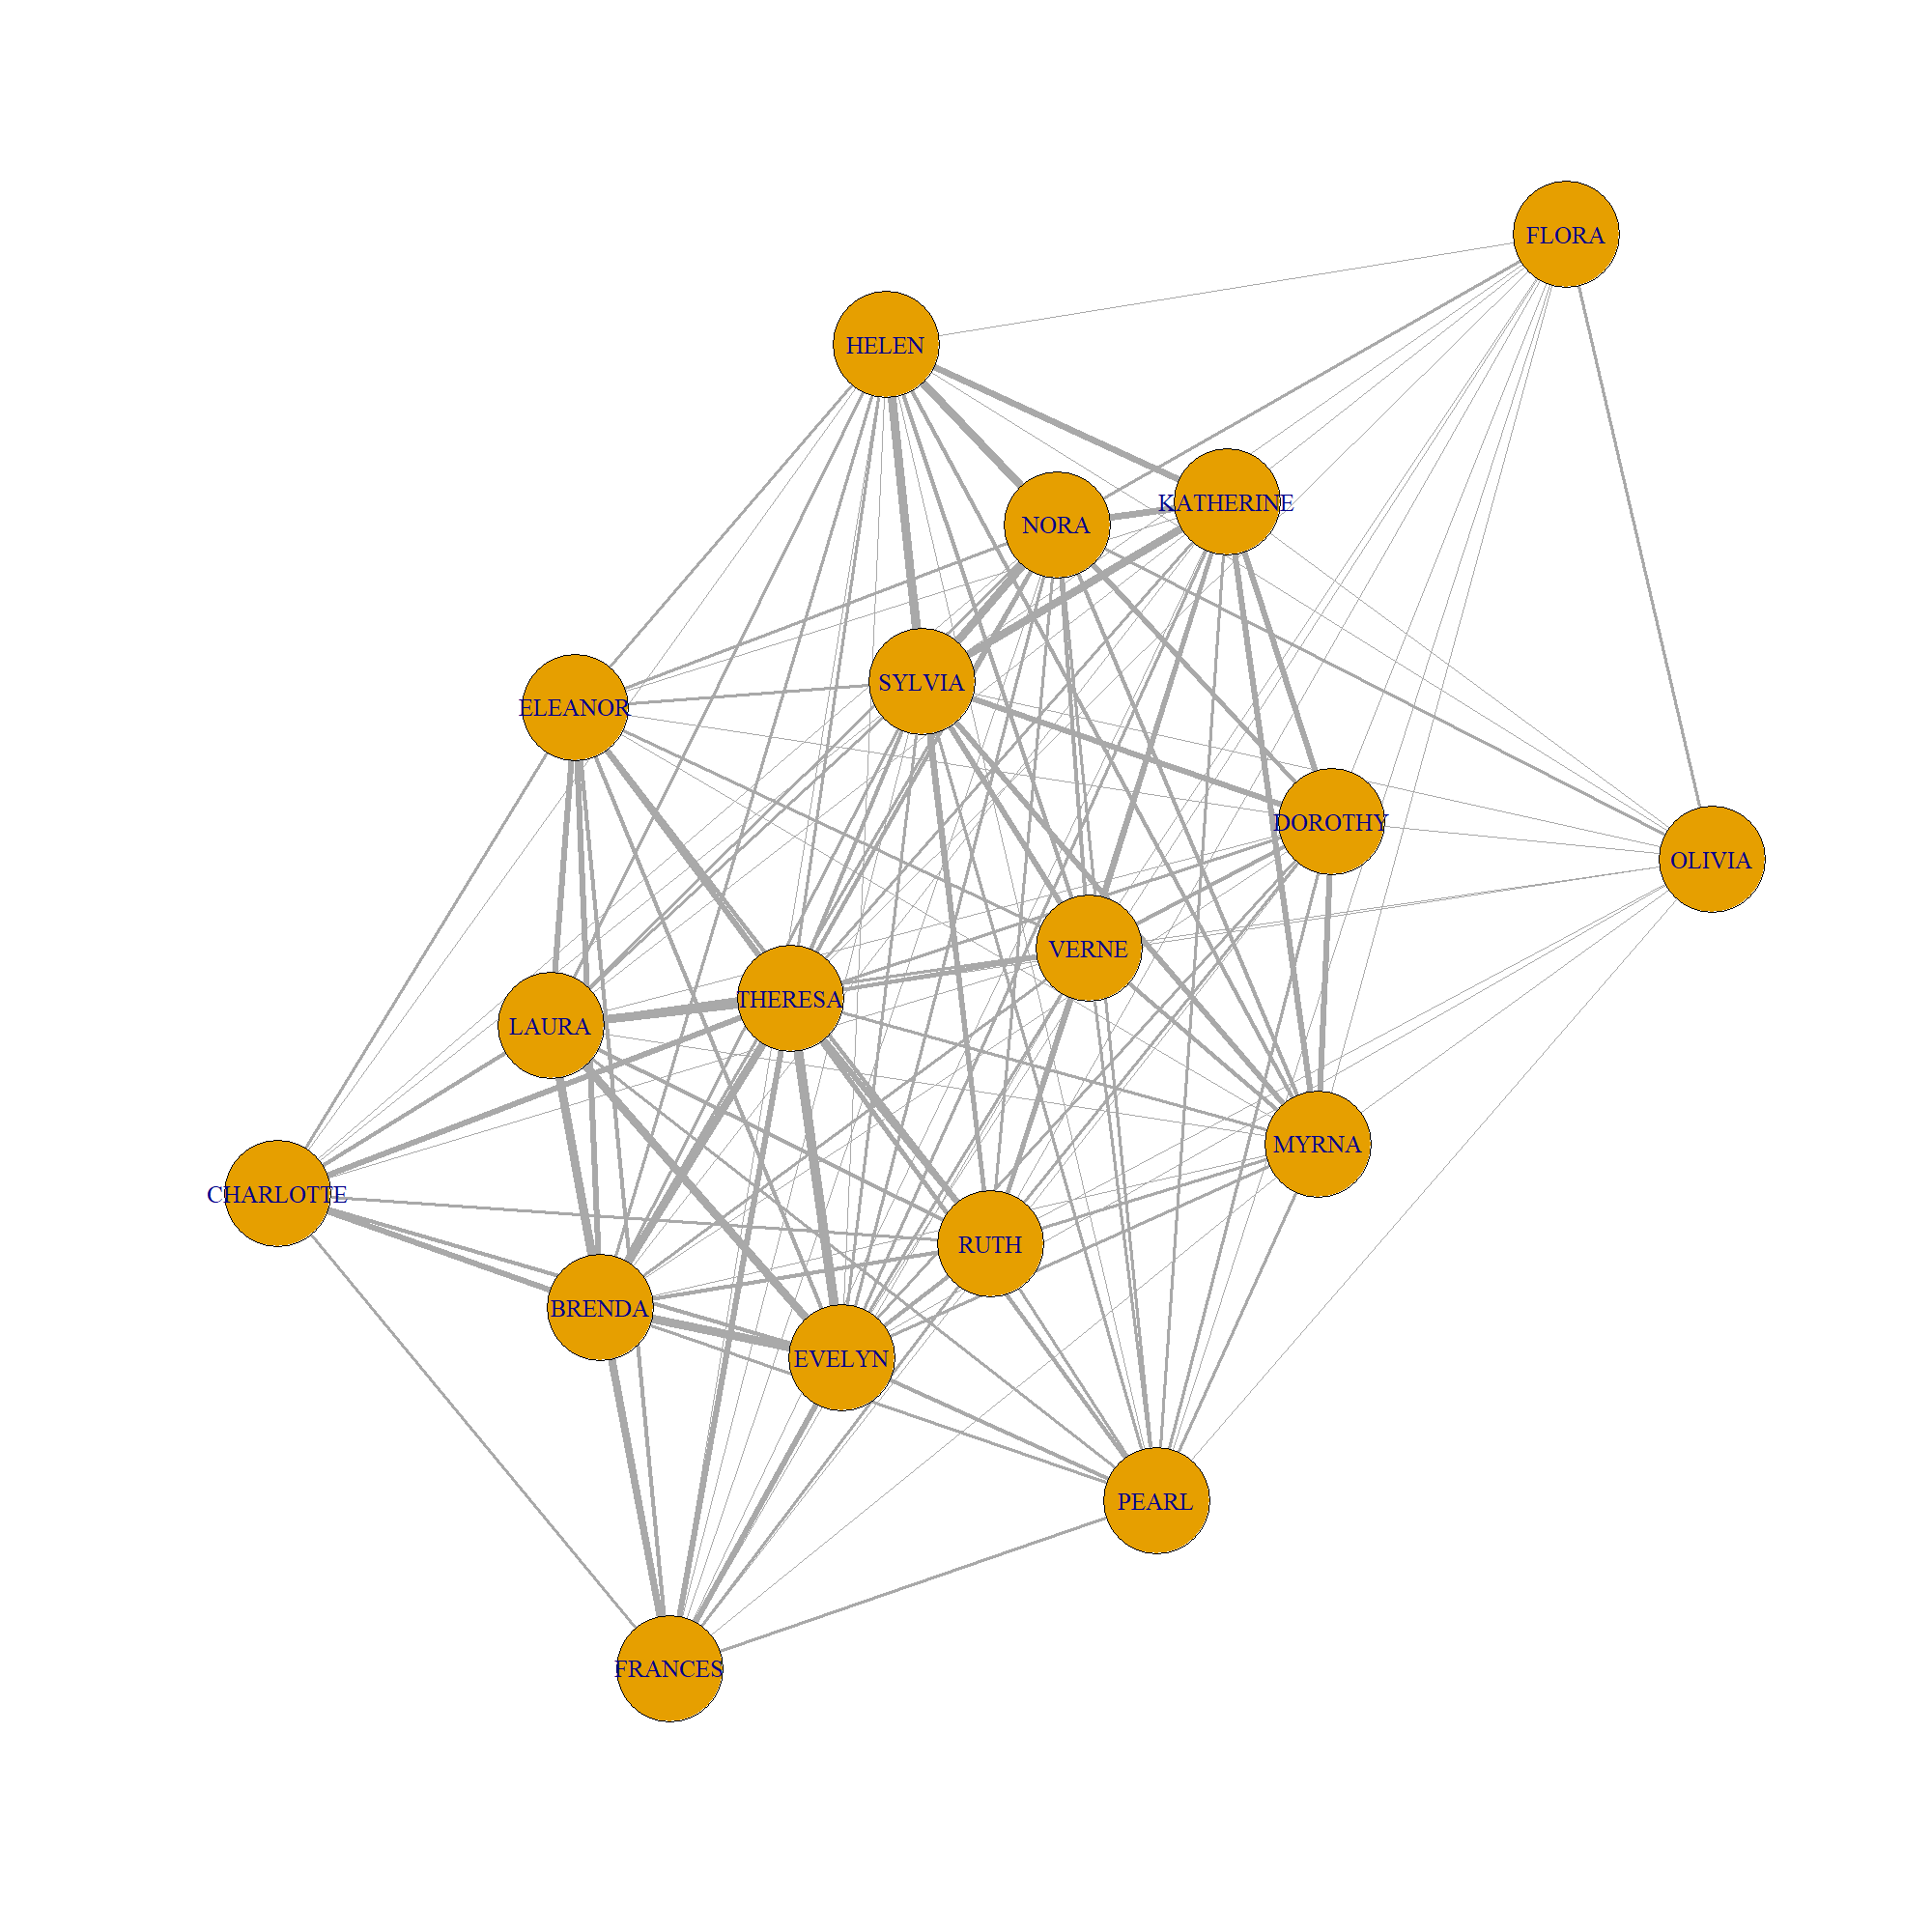 FLORA
HELEN
KATHERINE
NORA
SYLVIA
ELEANOR
DOROTHY
OLIVIA
VERNE
THERESA
LAURA
MYRNA
CHARLOTTE
RUTH
BRENDA
EVELYN
PEARL
FRANCES